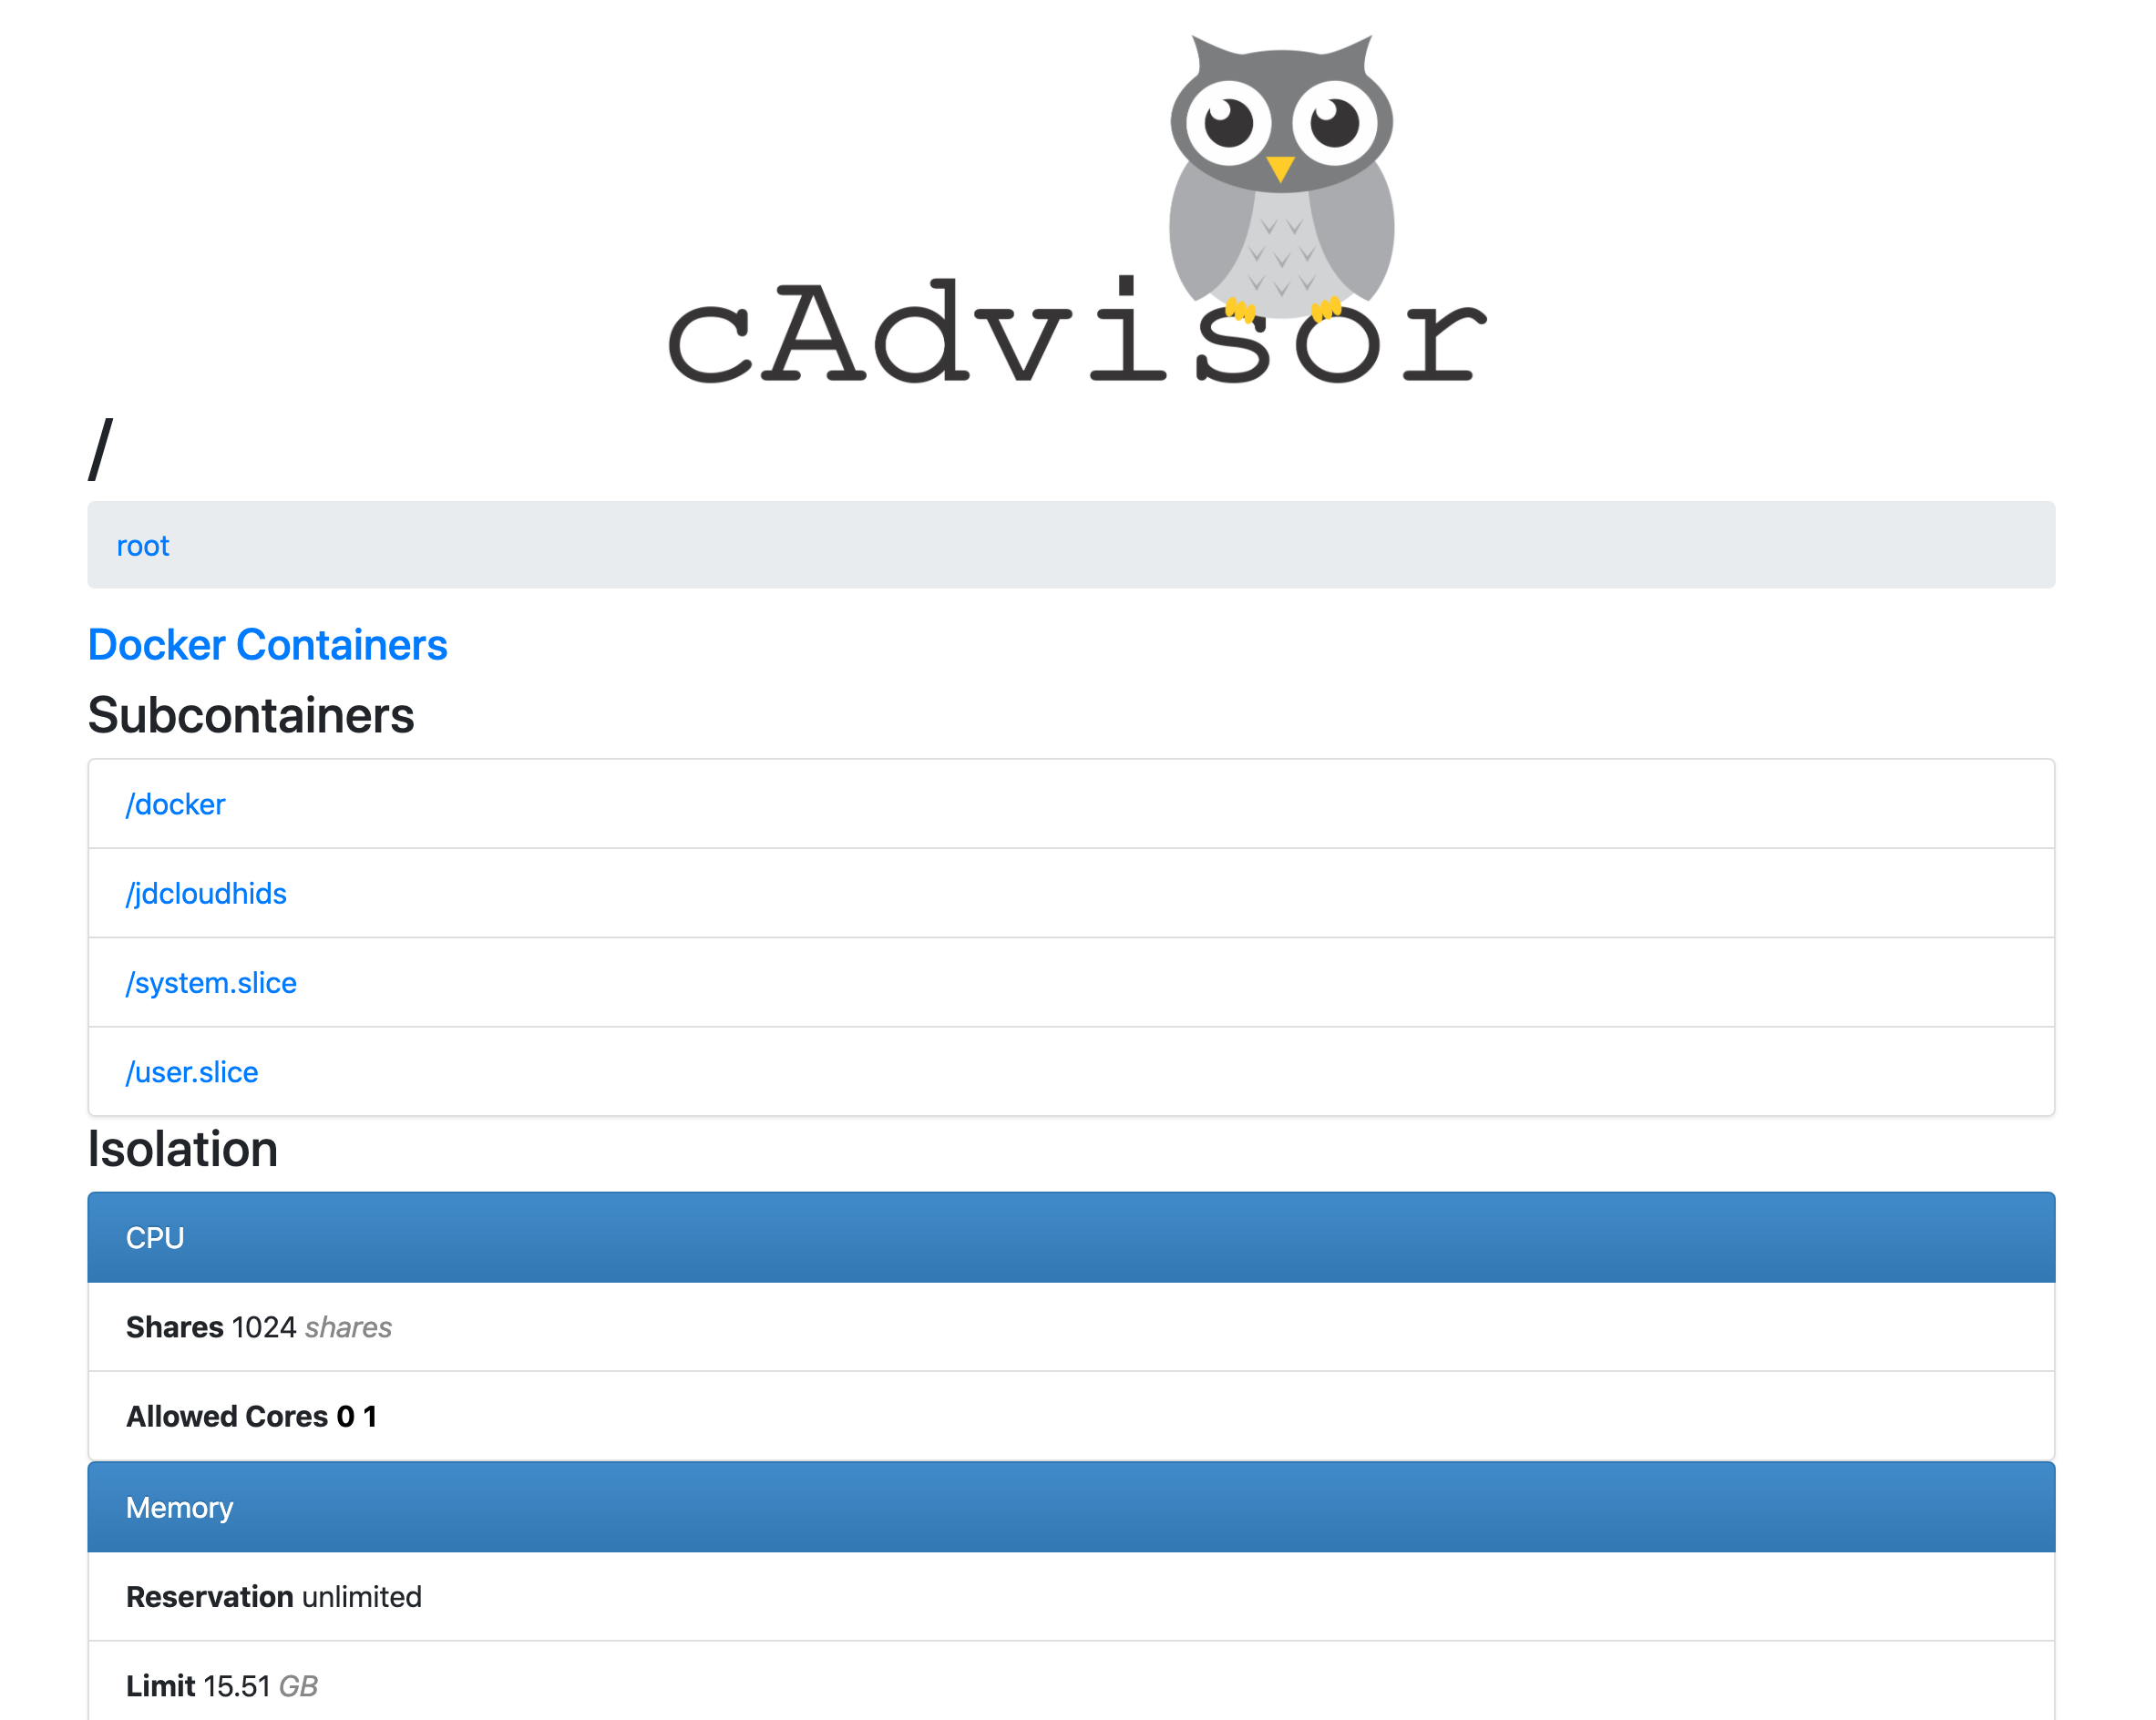 cAdvisor
/
root
Docker Containers
Subcontainers
/docker
/jdcloudhids
/system.slice
/user.slice
Isolation
CPU
Shares 1024 shares
Allowed Cores 0 1
Memory
Reservation unlimited
Limit 15.51 GB